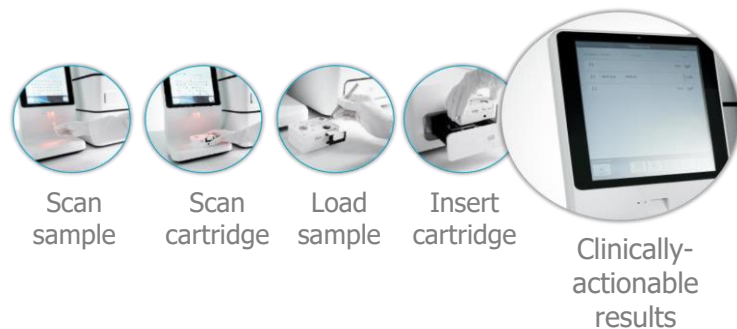 Scan
sample
Scan
cartridge
Load
sample
Insert
cartridge
Clinically-
actionable
results